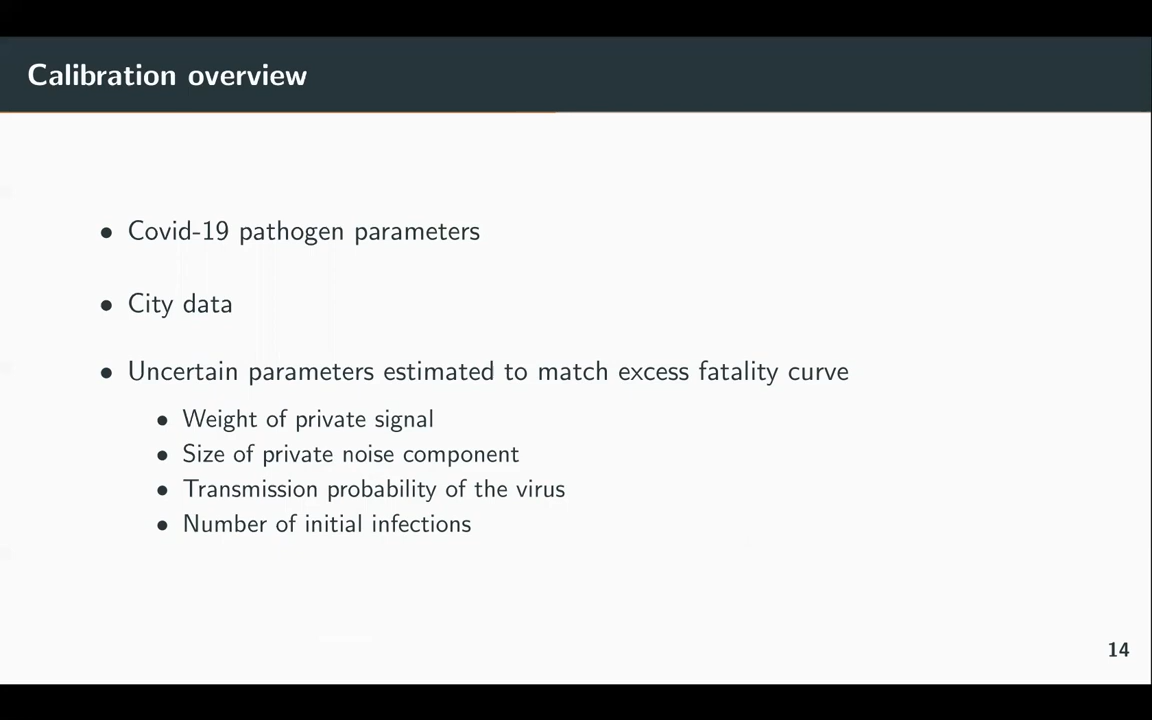 Calibration overview
• Covid-19 pathogen parameters
• City data
• Uncertain parameters estimated to match excess fatality curve
• Weight of private signal
• Size of private noise component
• Transmission probability of the virus
• Number of initial infections
14